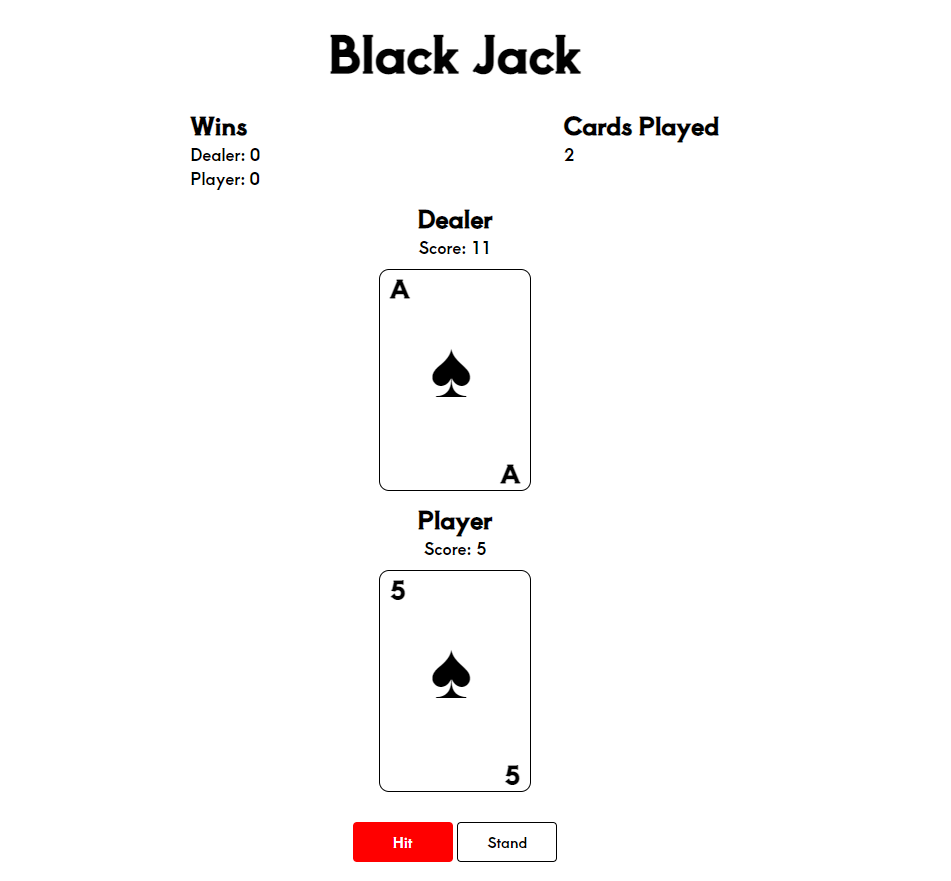 Black Jack
Wins
Dealer: 0
Player: 0
Cards Played
2
Dealer
Score: 11
A
A
Player
Score: 5
5
5
Hit
Stand